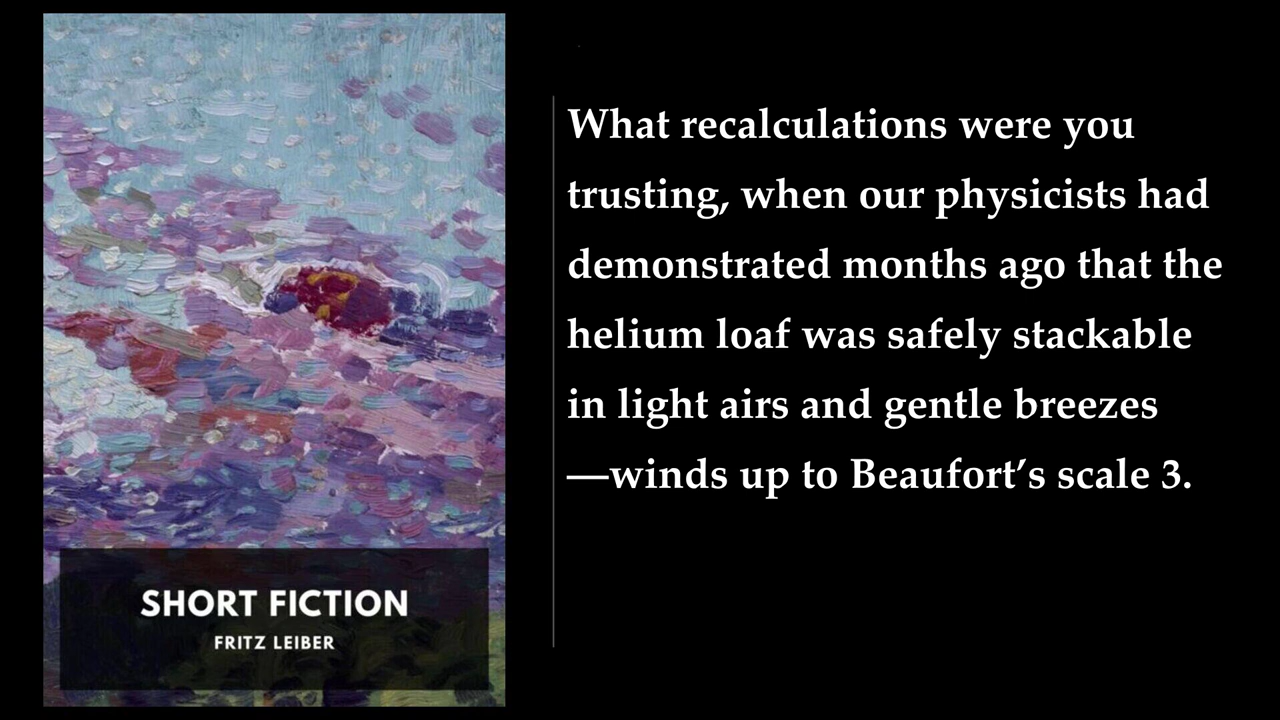 SHORT FICTION
FRITZ LEIBER
What recalculations were you
trusting, when our physicists had
demonstrated months ago that the
helium loaf was safely stackable
in light airs and gentle breezes
—winds up to Beaufort’s scale 3.